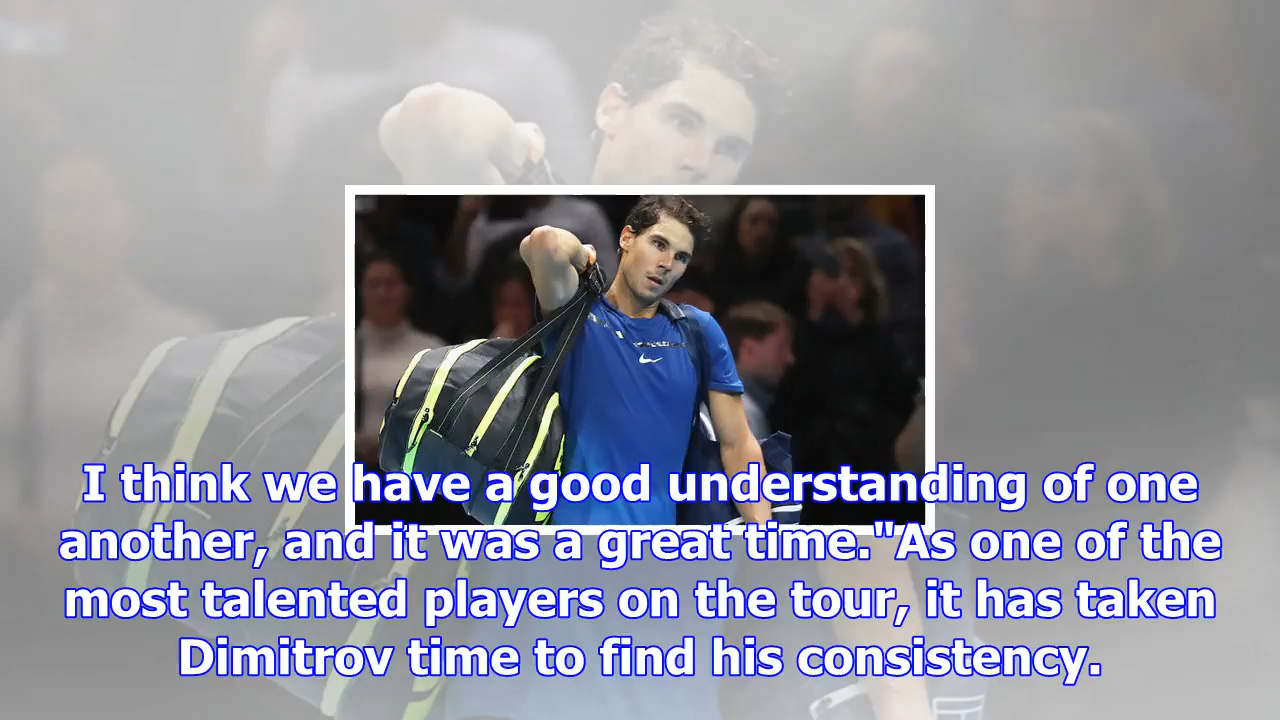 I think we have a good understanding of one
another, and it was a great time."As one of the
most talented players on the tour, it has taken
Dimitrov time to find his consistency.